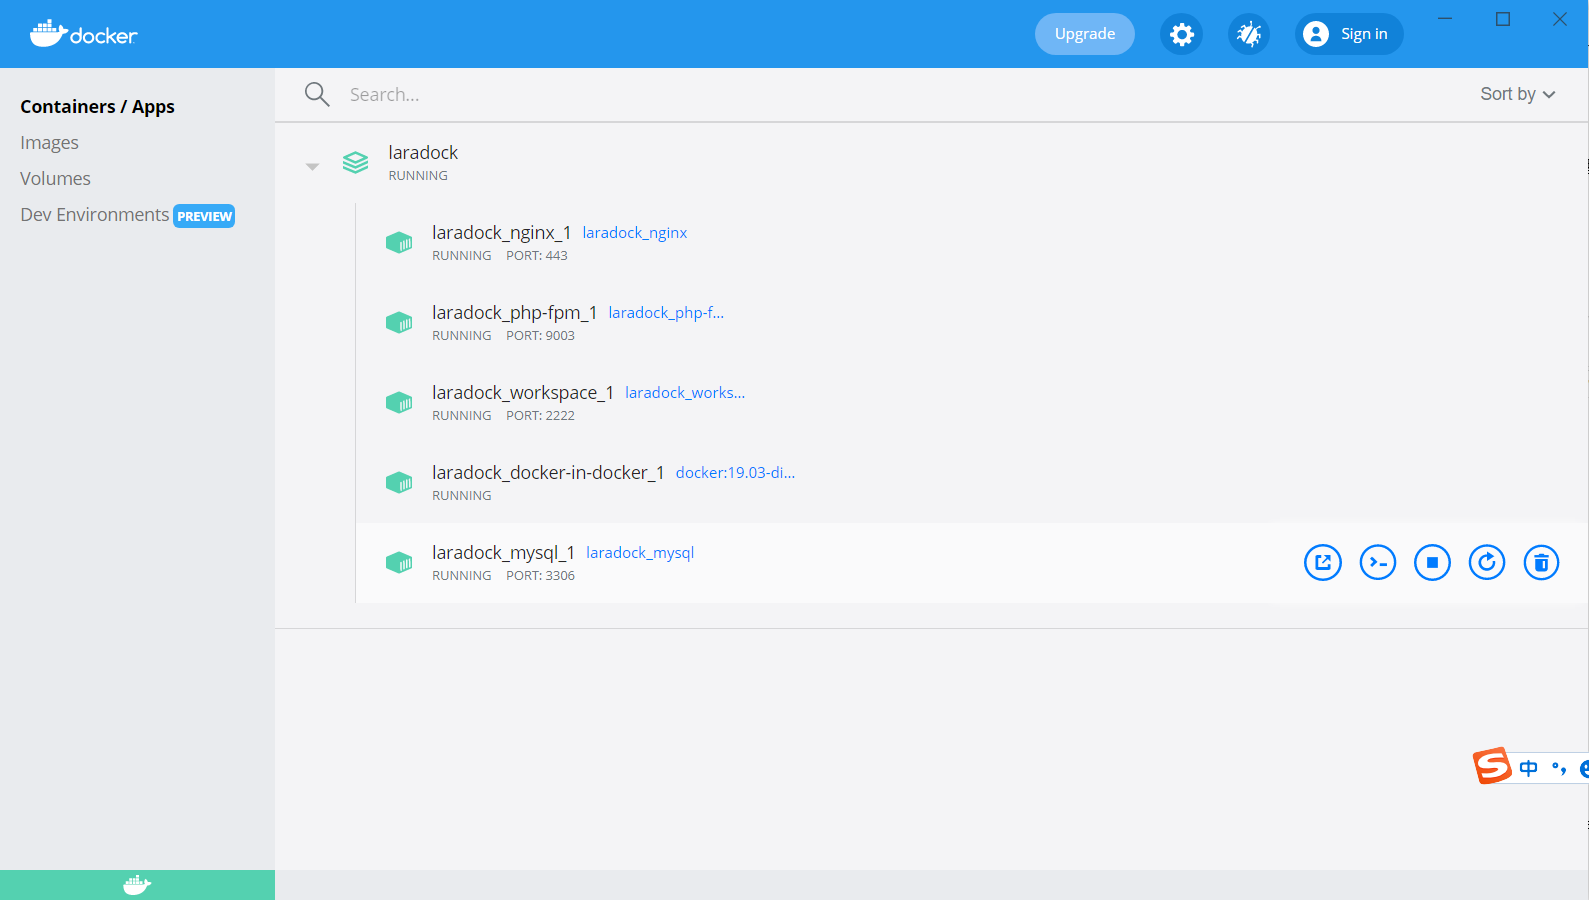 docker
Upgrade
Sign in
Containers / Apps
Images
Volumes
Dev Environments PREVIEW
Search...
Sort by
laradock
RUNNING
laradock_nginx_1 laradock_nginx
RUNNING PORT: 443
laradock_php-fpm_1 laradock_php-f...
RUNNING PORT: 9003
laradock_workspace_1 laradock_works...
RUNNING PORT: 2222
laradock_docker-in-docker_1 docker:19.03-di...
RUNNING
laradock_mysql_1 laradock_mysql
RUNNING PORT: 3306
S 中 °,